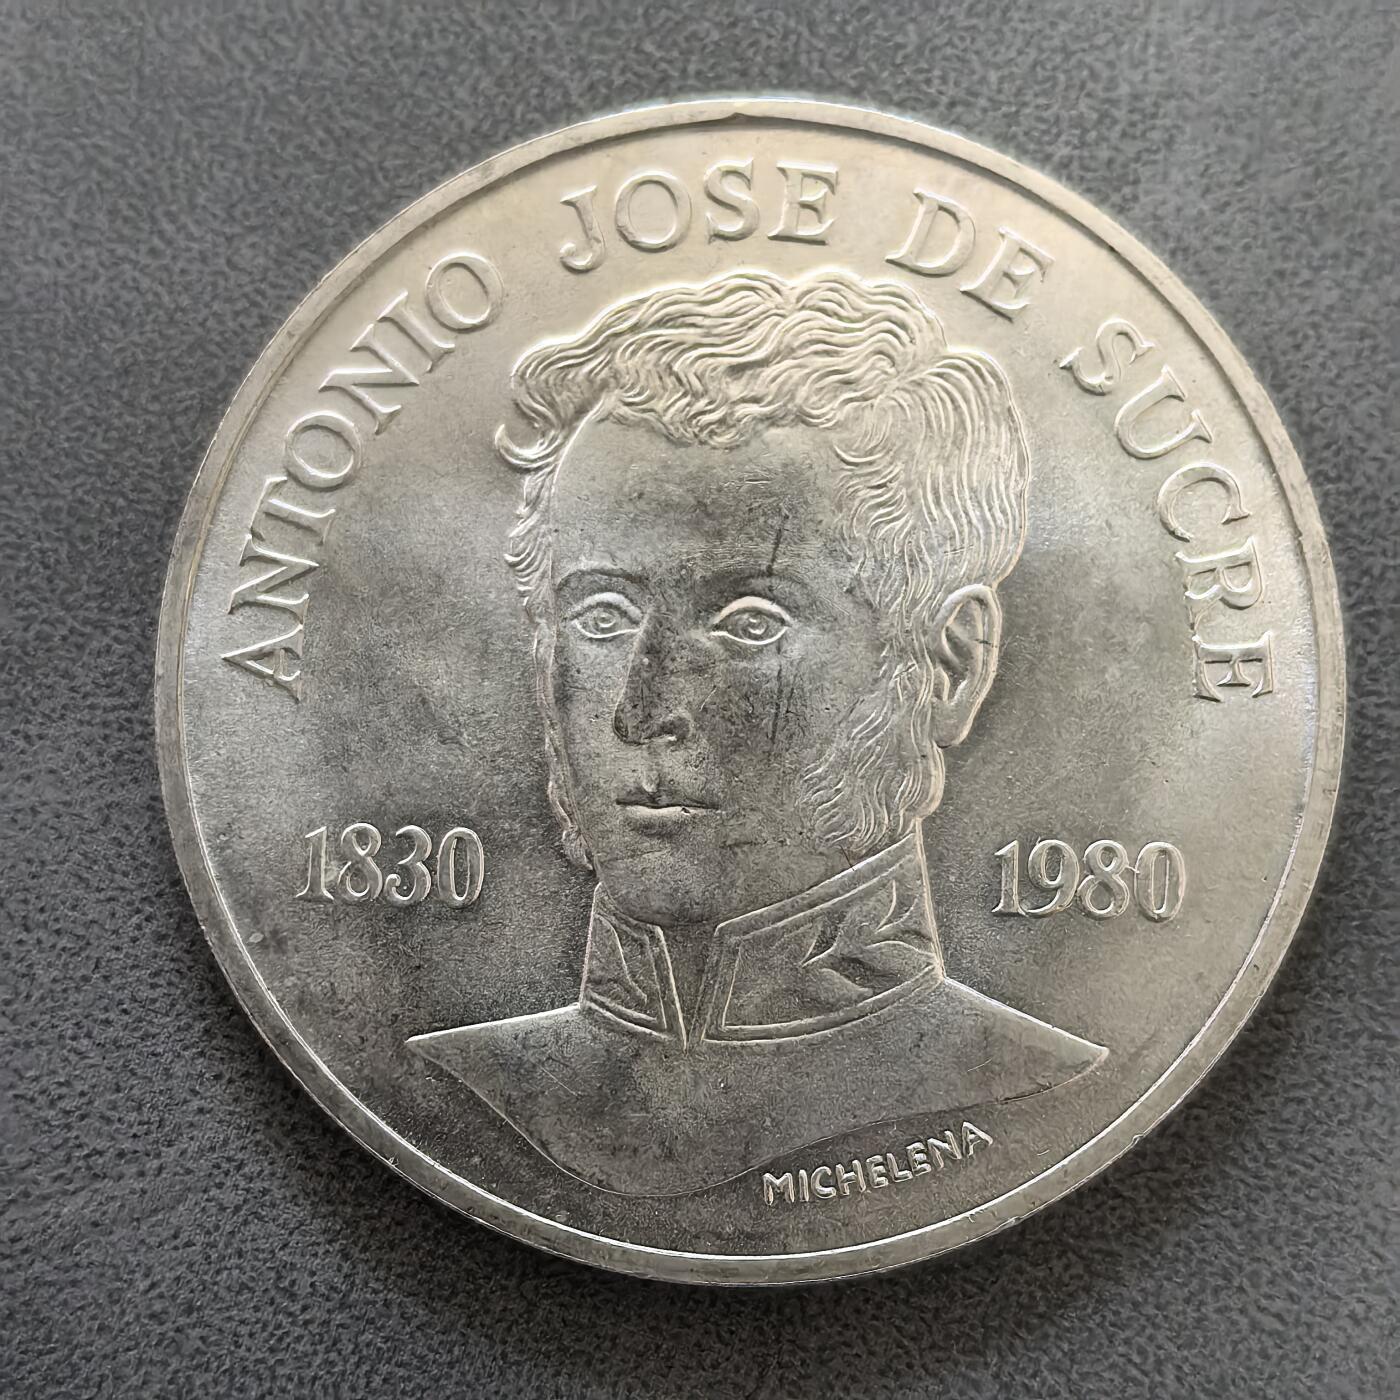 ANTONIO JOSE DE SUCRE
1830 1980
MICHELENA